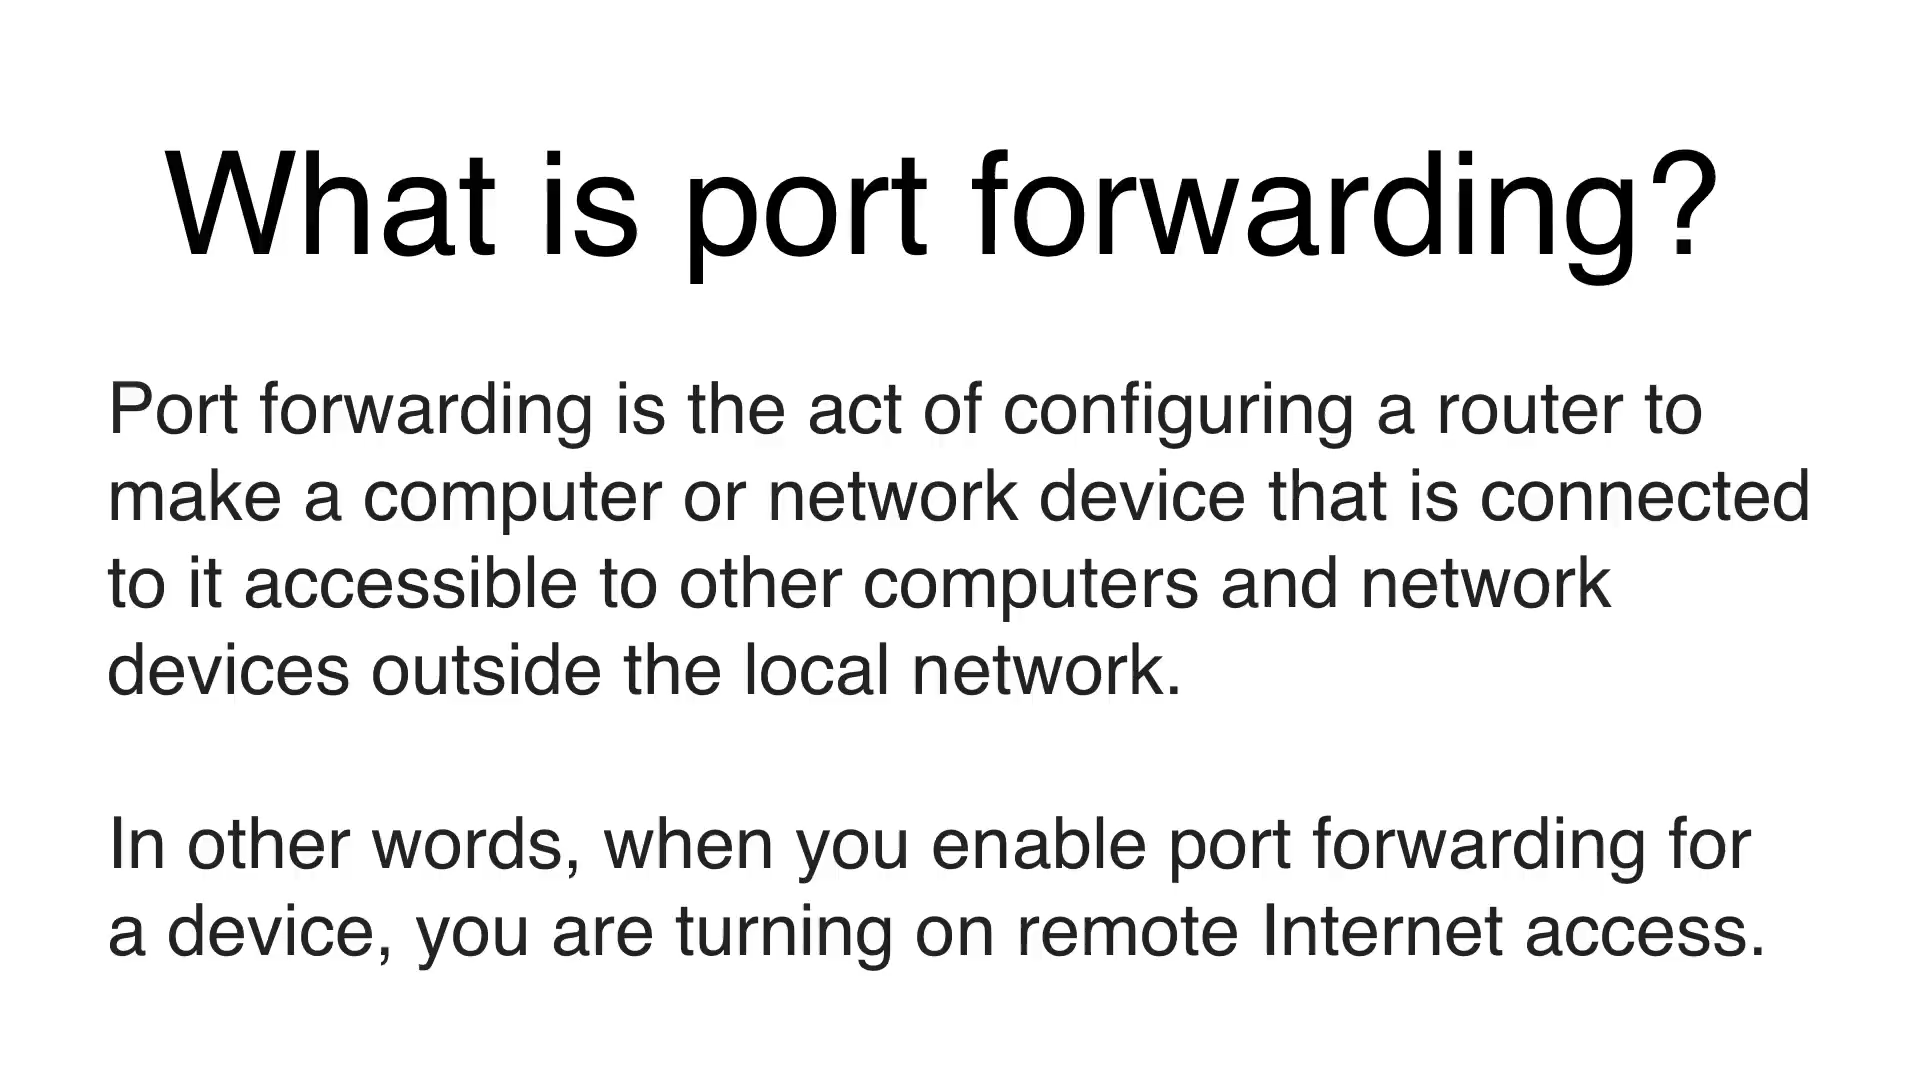 What is port forwarding?
Port forwarding is the act of configuring a router to
make a computer or network device that is connected
to it accessible to other computers and network
devices outside the local network.
In other words, when you enable port forwarding for
a device, you are turning on remote Internet access.